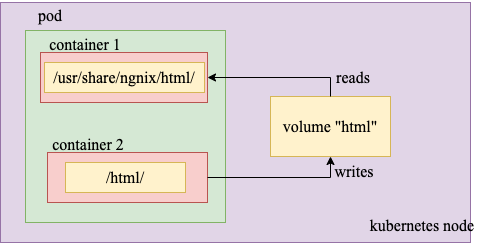 pod
container 1
/usr/share/ngnix/html/
reads
volume "html"
container 2
/html/
writes
kubernetes node